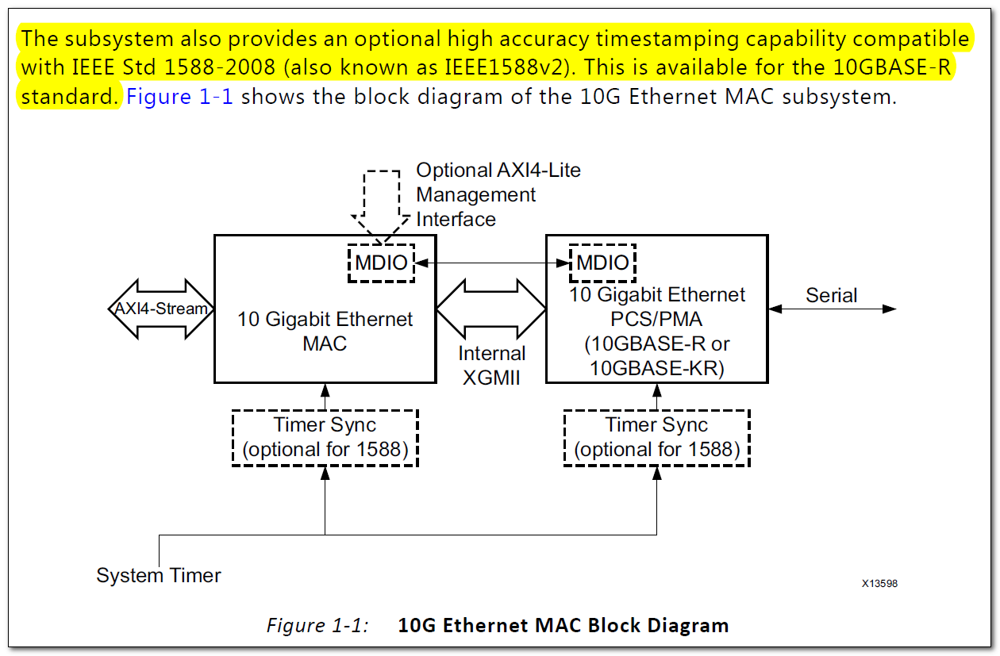 The subsystem also provides an optional high accuracy timestamping capability compatible
with IEEE Std 1588-2008 (also known as IEEE1588v2). This is available for the 10GBASE-R
standard. Figure 1-1 shows the block diagram of the 10G Ethernet MAC subsystem.
Optional AXI4-Lite
Management
Interface
MDIO
MDIO
AXI4-Stream
10 Gigabit Ethernet
MAC
Internal
XGMII
10 Gigabit Ethernet
PCS/PMA
(10GBASE-R or
10GBASE-KR)
Serial
Timer Sync
(optional for 1588)
Timer Sync
(optional for 1588)
System Timer
X13598
Figure 1-1: 10G Ethernet MAC Block Diagram